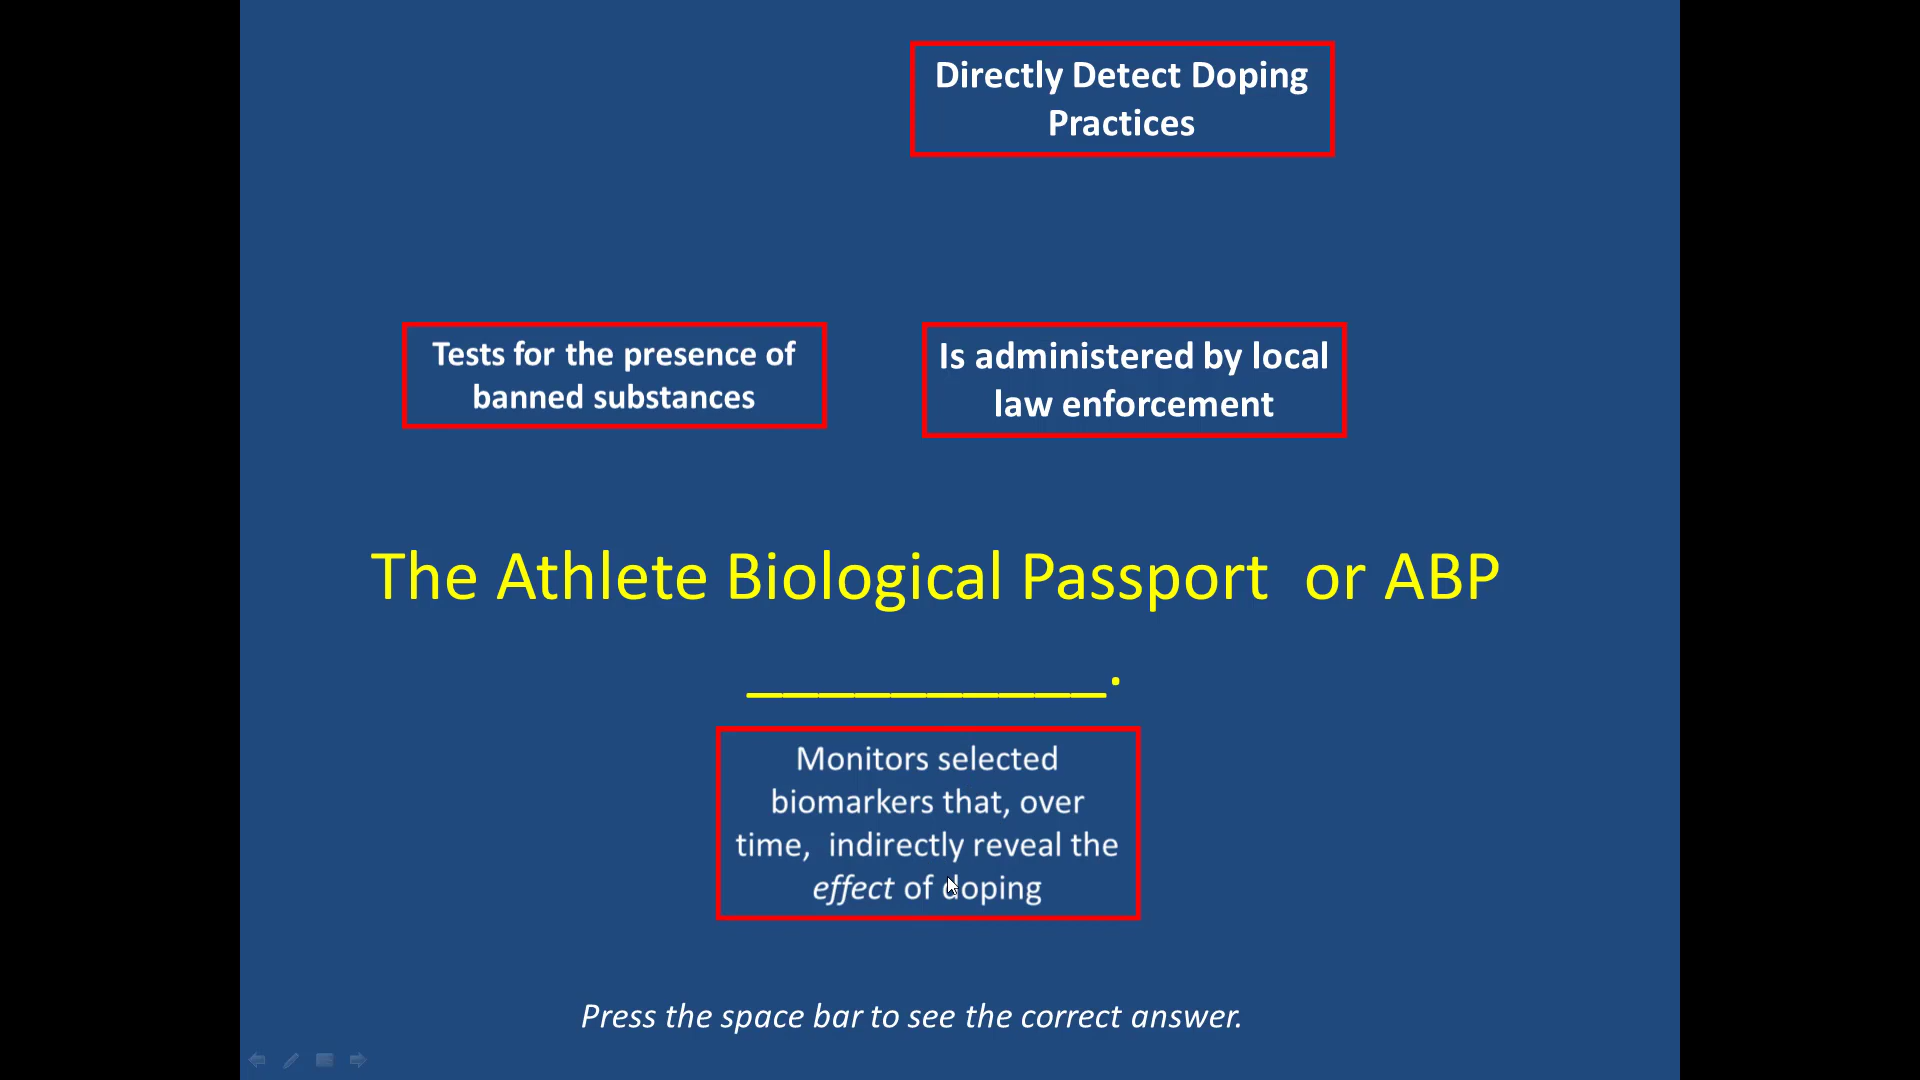 Directly Detect Doping
Practices
Tests for the presence of
banned substances
Is administered by local
law enforcement
The Athlete Biological Passport  or ABP
__________.
Monitors selected
biomarkers that, over
time,  indirectly reveal the
effect of doping
Press the space bar to see the correct answer.